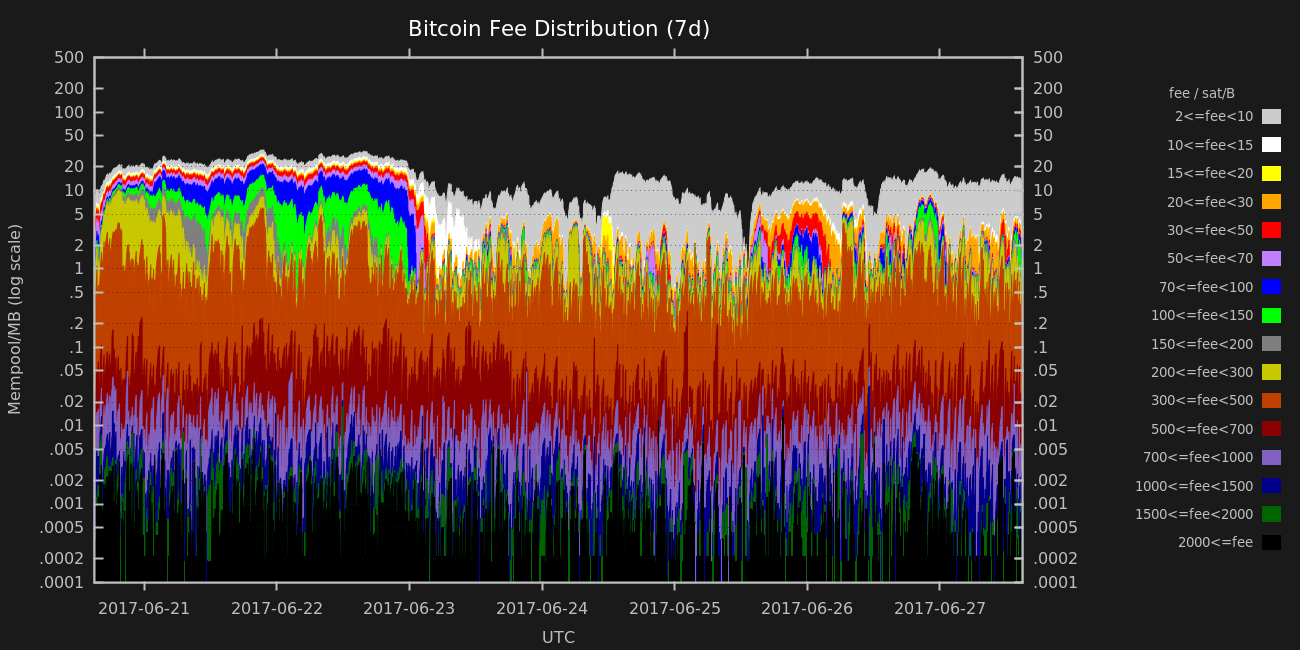 Bitcoin Fee Distribution (7d)
500
200
100
50
20
10
5
2
1
.5
.2
.1
.05
.02
.01
.005
.002
.001
.0005
.0002
.0001
Mempool/MB (log scale)
500
200
100
50
20
10
5
2
1
.5
.2
.1
.05
.02
.01
.005
.002
.001
.0005
.0002
.0001
2017-06-21 2017-06-22 2017-06-23 2017-06-24 2017-06-25 2017-06-26 2017-06-27
UTC
fee / sat/B
2<=fee<10
10<=fee<15
15<=fee<20
20<=fee<30
30<=fee<50
50<=fee<70
70<=fee<100
100<=fee<150
150<=fee<200
200<=fee<300
300<=fee<500
500<=fee<700
700<=fee<1000
1000<=fee<1500
1500<=fee<2000
2000<=fee